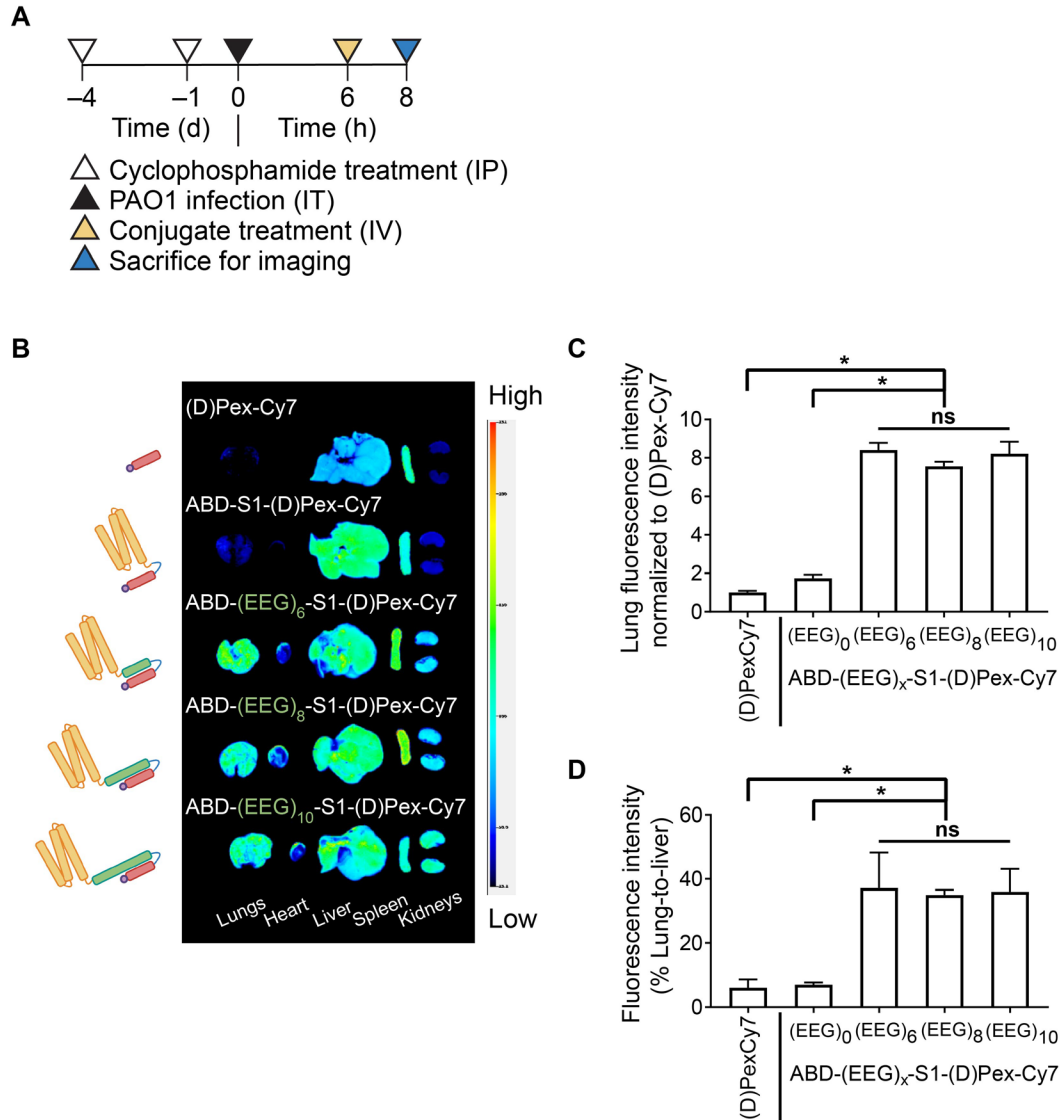 A
–4
–1
0
6
8
Time (d)
Time (h)
Cyclophosphamide treatment (IP)
PAO1 infection (IT)
Conjugate treatment (IV)
Sacrifice for imaging
B
High
(D)Pex-Cy7
ABD-S1-(D)Pex-Cy7
ABD-(EEG)6-S1-(D)Pex-Cy7
ABD-(EEG)8-S1-(D)Pex-Cy7
ABD-(EEG)10-S1-(D)Pex-Cy7
Lungs
Heart
Liver
Spleen
Kidneys
Low
C
Lung fluorescence intensity
normalized to (D)Pex-Cy7
10
8
6
4
2
0
*
*
ns
(D)PexCy7
(EEG)0
(EEG)6
(EEG)8
(EEG)10
ABD-(EEG)x-S1-(D)Pex-Cy7
D
Fluorescence intensity
(% Lung-to-liver)
60
40
20
0
*
*
ns
(D)PexCy7
(EEG)0
(EEG)6
(EEG)8
(EEG)10
ABD-(EEG)x-S1-(D)Pex-Cy7